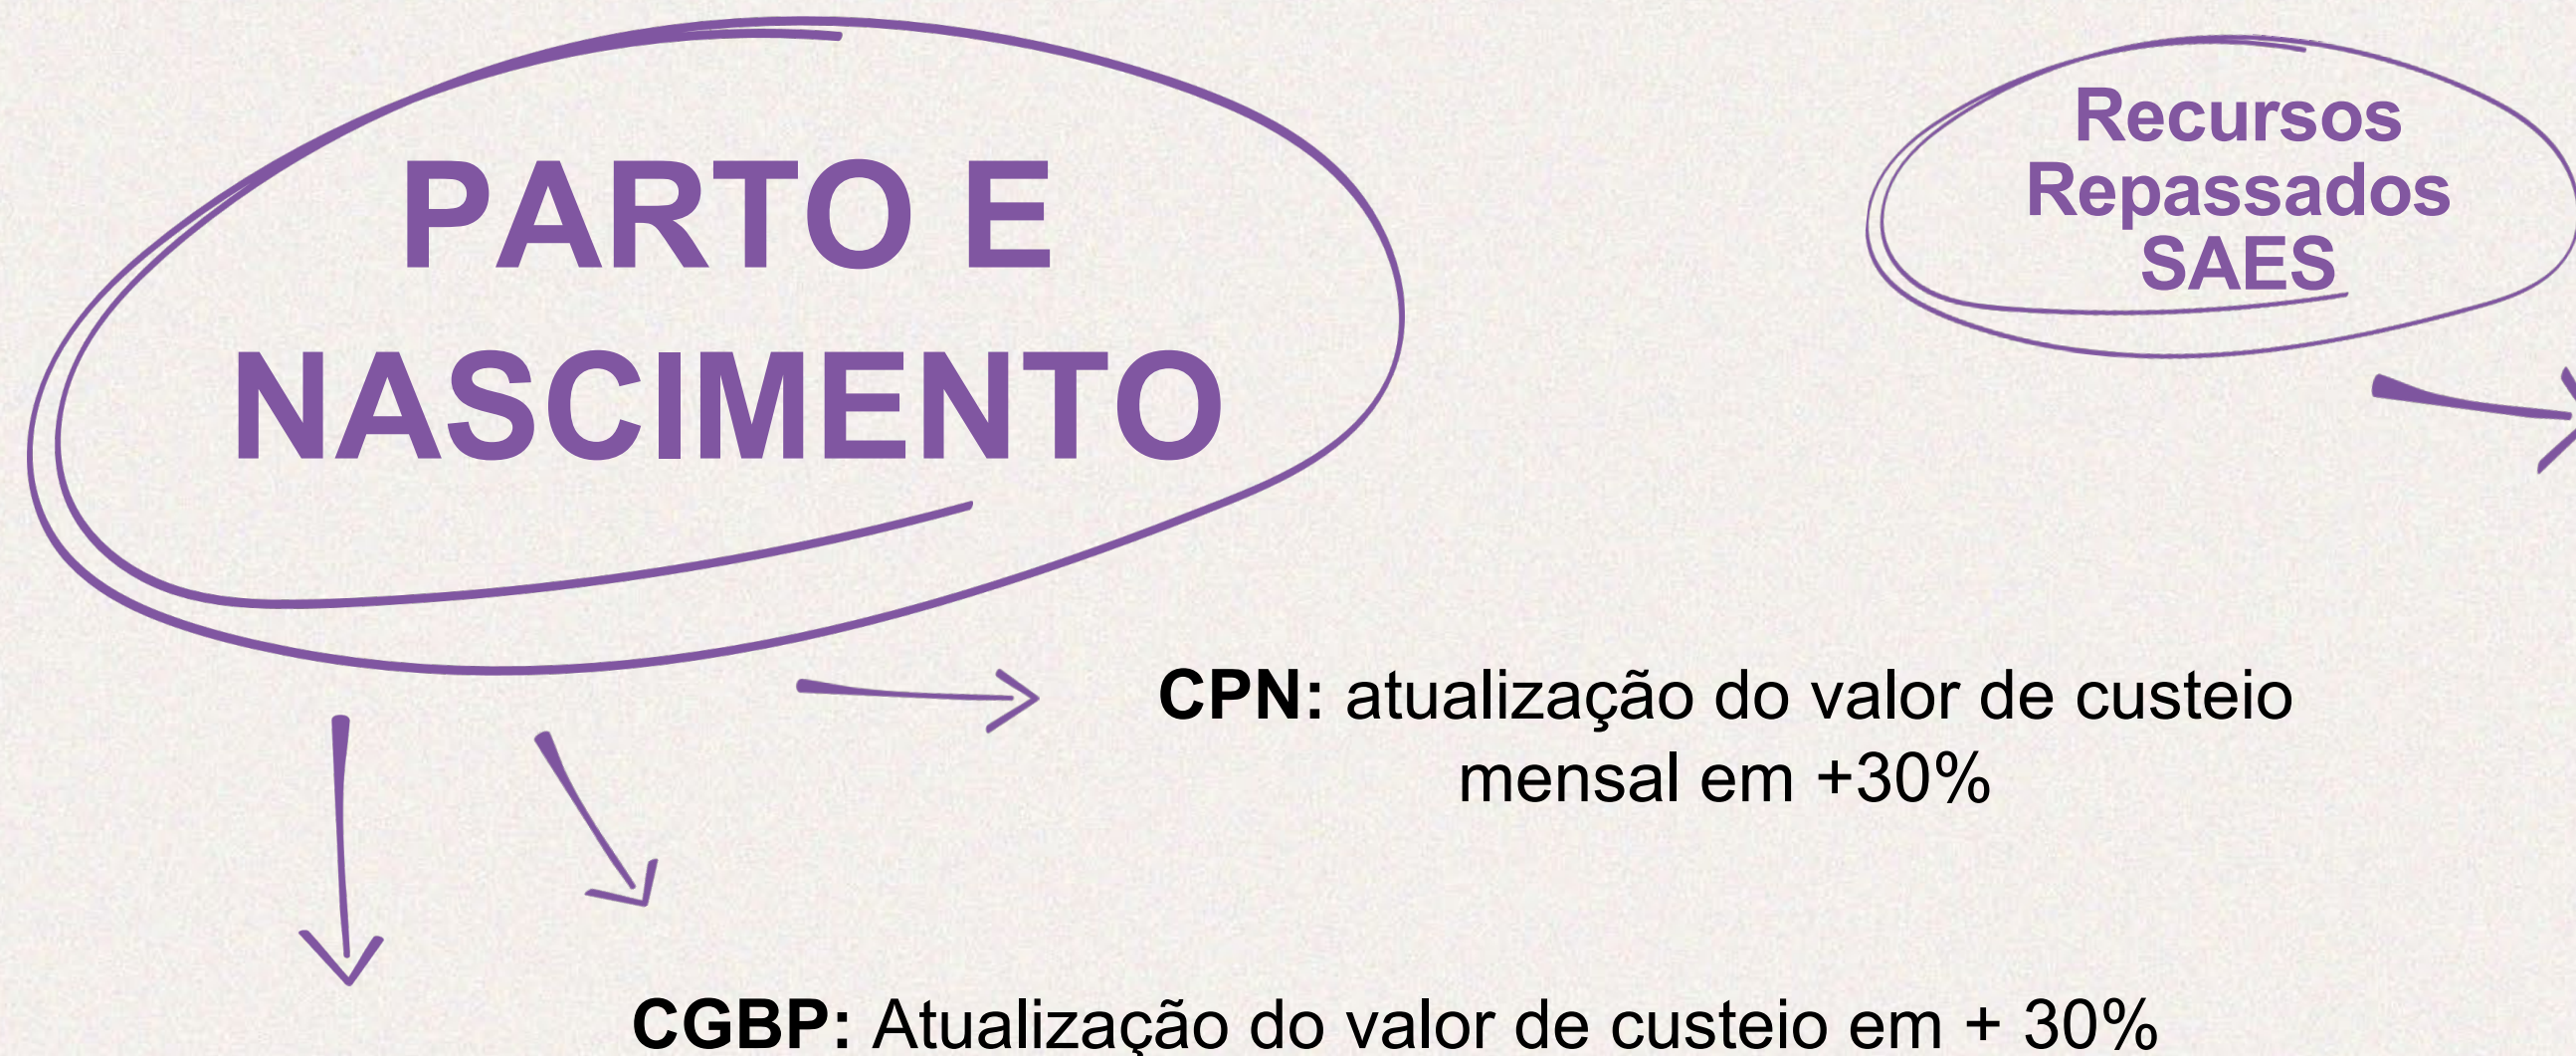 PARTO E
NASCIMENTO
Recursos
Repassados
SAES
CPN: atualização do valor de custeio
mensal em +30%
CGBP: Atualização do valor de custeio em + 30%